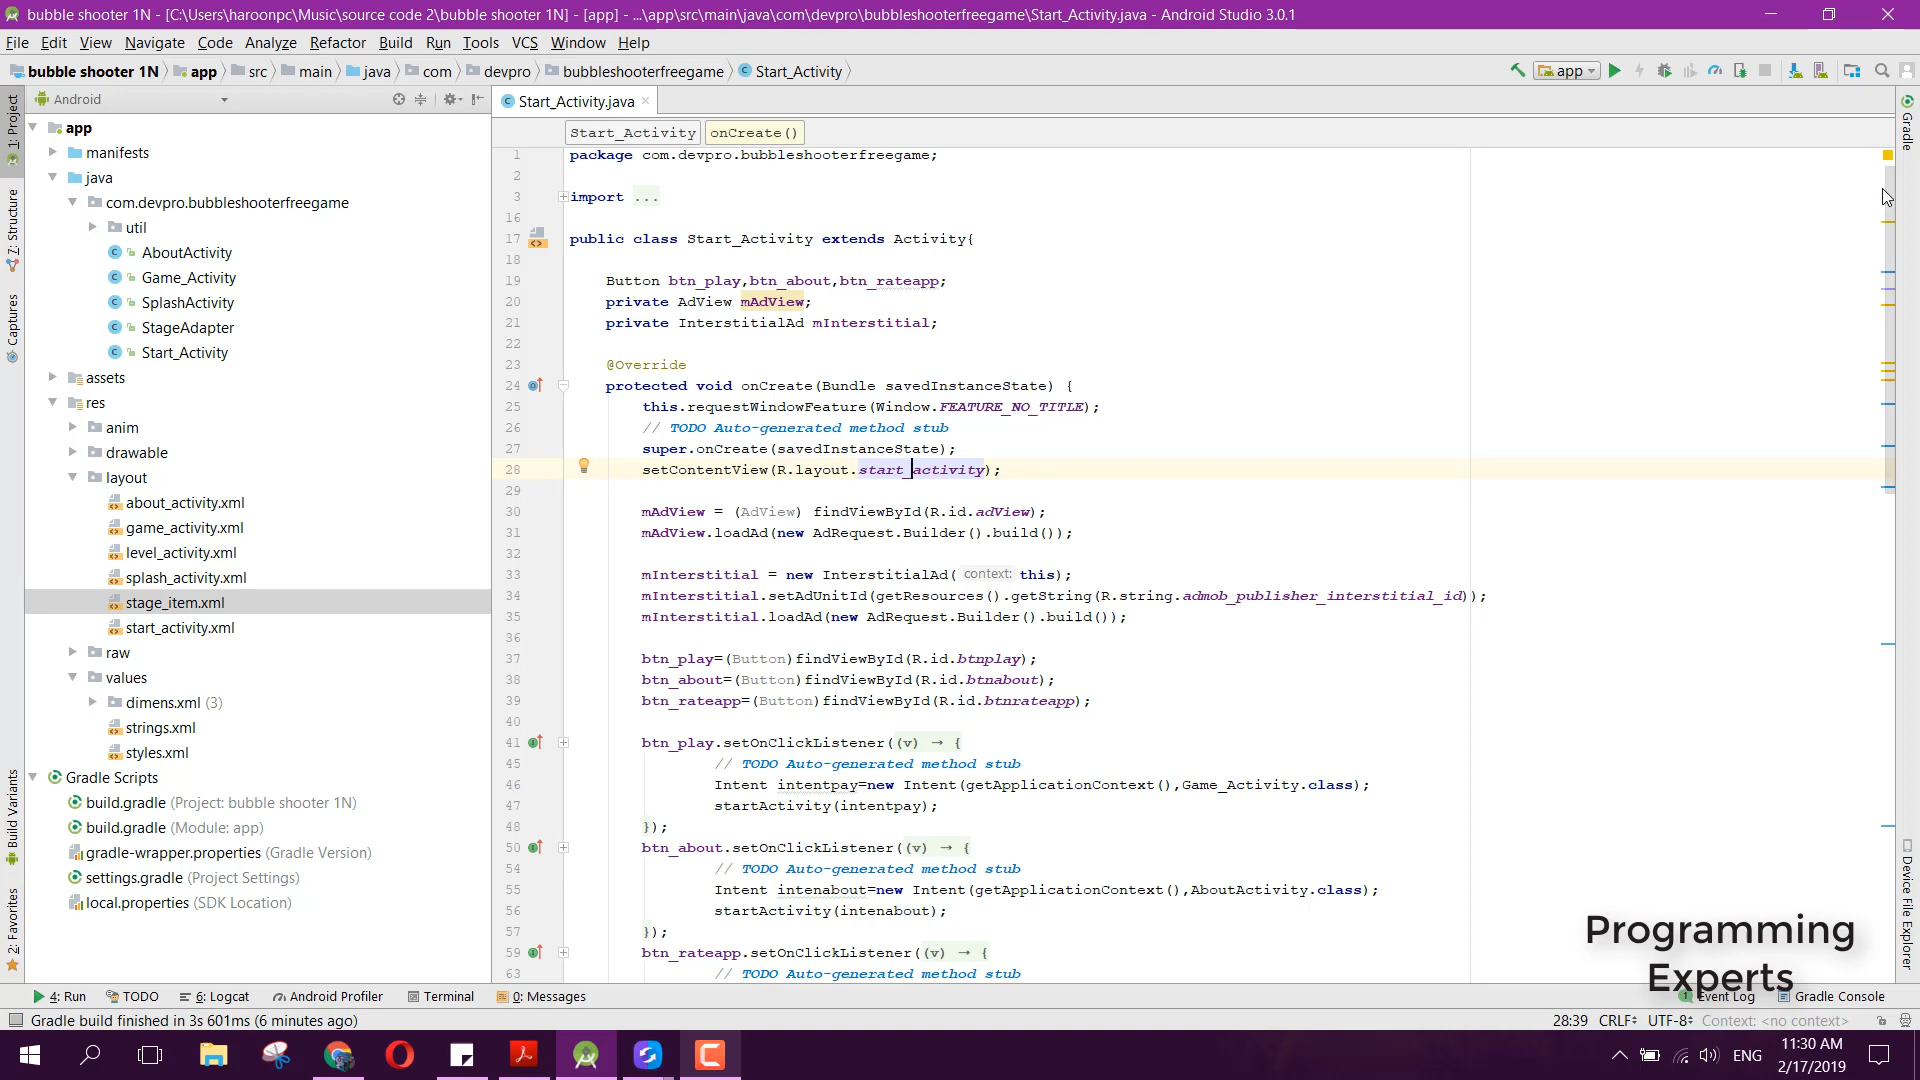 bubble shooter 1N - [C:\Users\haroonpc\Music\source code 2\bubble shooter 1N] - [app] - ...\app\src\main\java\com\devpro\bubbleshooterfreegame\Start_Activity.java - Android Studio 3.0.1
File Edit View Navigate Code Analyze Refactor Build Run Tools VCS Window Help
bubble shooter 1N app src main java com devpro bubbleshooterfreegame Start_Activity app
Android
Start_Activity.java
Start_Activity onCreate()
1: Project
7: Structure
Captures
Build Variants
2: Favorites
app
manifests
java
com.devpro.bubbleshooterfreegame
util
AboutActivity
Game_Activity
SplashActivity
StageAdapter
Start_Activity
assets
res
anim
drawable
layout
about_activity.xml
game_activity.xml
level_activity.xml
splash_activity.xml
stage_item.xml
start_activity.xml
raw
values
dimens.xml (3)
strings.xml
styles.xml
Gradle Scripts
build.gradle (Project: bubble shooter 1N)
build.gradle (Module: app)
gradle-wrapper.properties (Gradle Version)
settings.gradle (Project Settings)
local.properties (SDK Location)
1 package com.devpro.bubbleshooterfreegame;
2
3 import ...
16
17 public class Start_Activity extends Activity{
18
19 Button btn_play,btn_about,btn_rateapp;
20 private AdView mAdView;
21 private InterstitialAd mInterstitial;
22
23 @Override
24 protected void onCreate(Bundle savedInstanceState) {
25 this.requestWindowFeature(Window.FEATURE_NO_TITLE);
26 // TODO Auto-generated method stub
27 super.onCreate(savedInstanceState);
28 setContentView(R.layout.start_activity);
29
30 mAdView = (AdView) findViewById(R.id.adView);
31 mAdView.loadAd(new AdRequest.Builder().build());
32
33 mInterstitial = new InterstitialAd( context: this);
34 mInterstitial.setAdUnitId(getResources().getString(R.string.admob_publisher_interstitial_id));
35 mInterstitial.loadAd(new AdRequest.Builder().build());
36
37 btn_play=(Button)findViewById(R.id.btnplay);
38 btn_about=(Button)findViewById(R.id.btnabout);
39 btn_rateapp=(Button)findViewById(R.id.btnrateapp);
40
41 btn_play.setOnClickListener((v) → {
45 // TODO Auto-generated method stub
46 Intent intentpay=new Intent(getApplicationContext(),Game_Activity.class);
47 startActivity(intentpay);
48 });
50 btn_about.setOnClickListener((v) → {
54 // TODO Auto-generated method stub
55 Intent intenabout=new Intent(getApplicationContext(),AboutActivity.class);
56 startActivity(intenabout);
57 });
59 btn_rateapp.setOnClickListener((v) → {
63 // TODO Auto-generated method stub
Gradle
Device File Explorer
Programming
Experts
4: Run TODO 6: Logcat Android Profiler Terminal 0: Messages 1 Event Log Gradle Console
Gradle build finished in 3s 601ms (6 minutes ago) 28:39 CRLF UTF-8 Context: <no context>
ENG
11:30 AM
2/17/2019